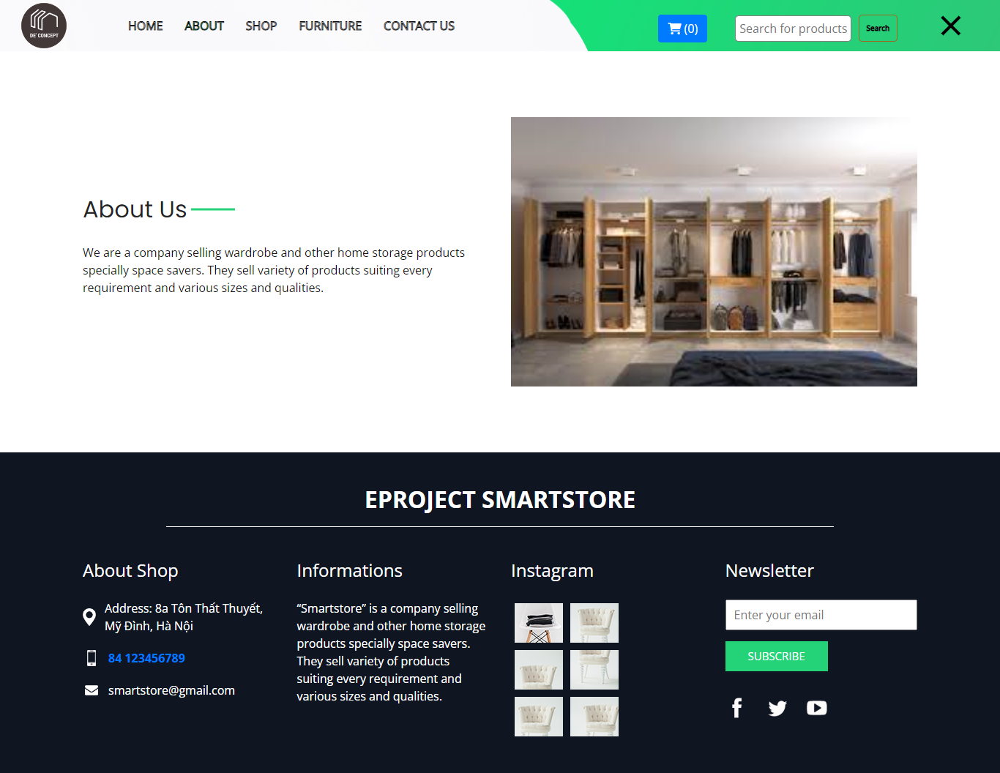 DE' CONCEPT
HOME
ABOUT
SHOP
FURNITURE
CONTACT US
(0)
Search for products
Search
About Us
We are a company selling wardrobe and other home storage products
specially space savers. They sell variety of products suiting every
requirement and various sizes and qualities.
EPROJECT SMARTSTORE
About Shop
Address: 8a Tôn Thất Thuyết,
Mỹ Đình, Hà Nội
84 123456789
smartstore@gmail.com
Informations
“Smartstore” is a company selling
wardrobe and other home storage
products specially space savers.
They sell variety of products
suiting every requirement and
various sizes and qualities.
Instagram
Newsletter
Enter your email
SUBSCRIBE